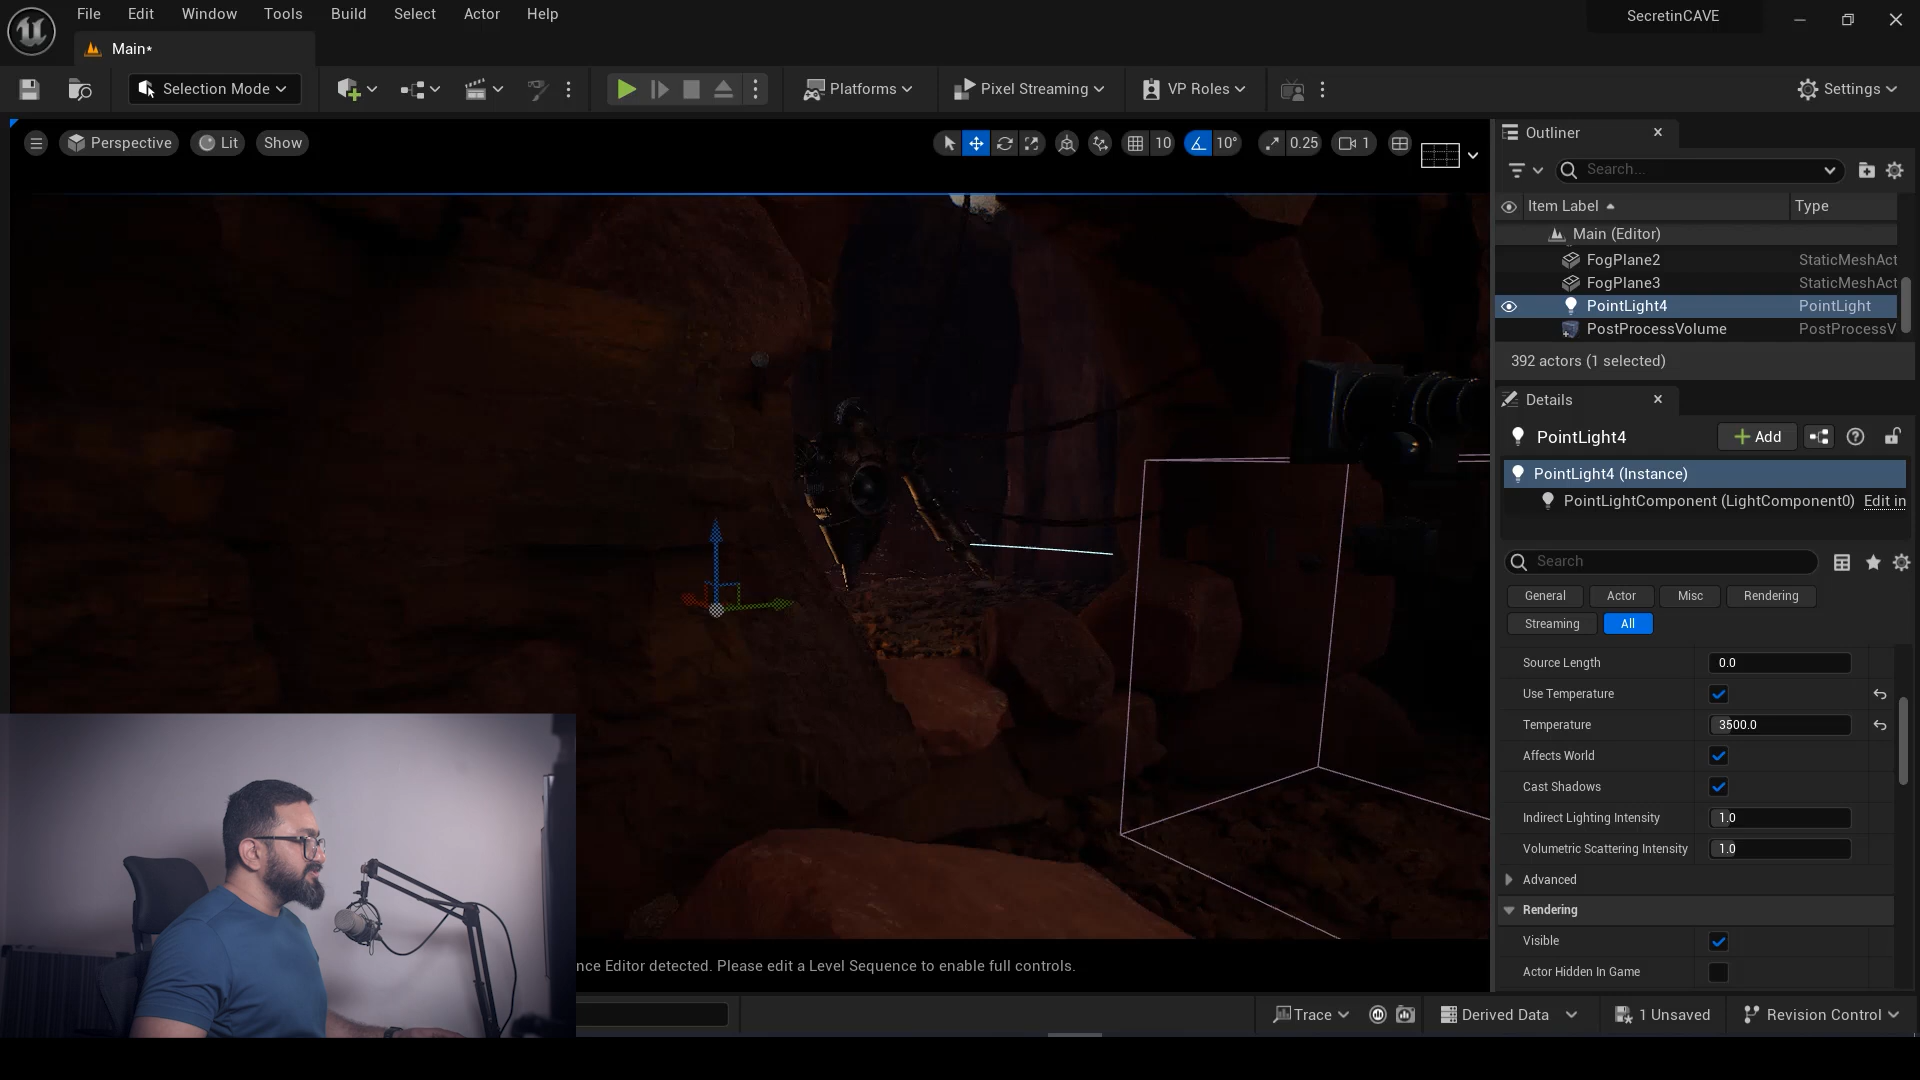 File Edit Window Tools Build Select Actor Help
SecretinCAVE
Main*
Selection Mode
Platforms
Pixel Streaming
VP Roles
Settings
Perspective
Lit
Show
10
10°
0.25
1
Outliner
Search...
Item Label
Type
Main (Editor)
FogPlane2 StaticMeshAct
FogPlane3 StaticMeshAct
PointLight4 PointLight
PostProcessVolume PostProcessV
392 actors (1 selected)
Details
PointLight4
Add
PointLight4 (Instance)
PointLightComponent (LightComponent0) Edit in
Search
General Actor Misc Rendering
Streaming All
Source Length 0.0
Use Temperature
Temperature 3500.0
Affects World
Cast Shadows
Indirect Lighting Intensity 1.0
Volumetric Scattering Intensity 1.0
Advanced
Rendering
Visible
Actor Hidden In Game
nce Editor detected. Please edit a Level Sequence to enable full controls.
Trace
Derived Data
1 Unsaved
Revision Control